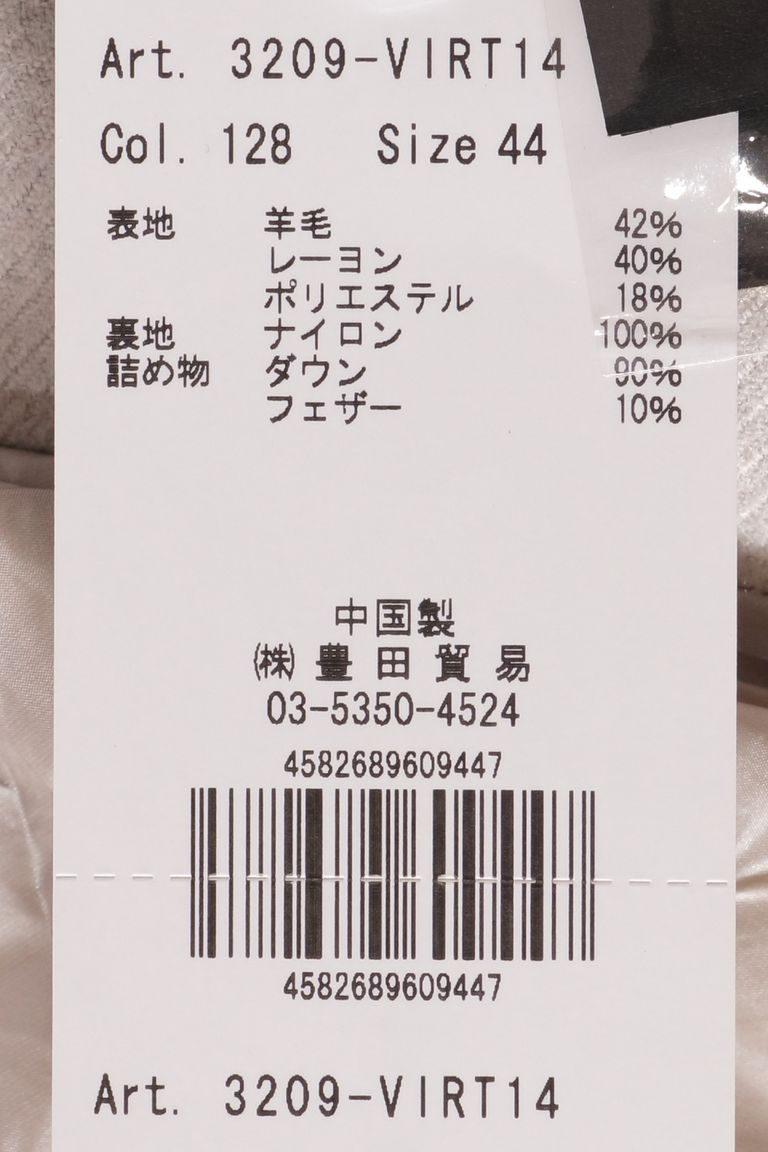 Art. 3209-VIRT14
Col. 128 Size 44
表地 羊毛 42%
レーヨン 40%
ポリエステル 18%
裏地 ナイロン 100%
詰め物 ダウン 90%
フェザー 10%
中国製
㈱ 豊田貿易
03-5350-4524
4582689609447
4582689609447
Art. 3209-VIRT14